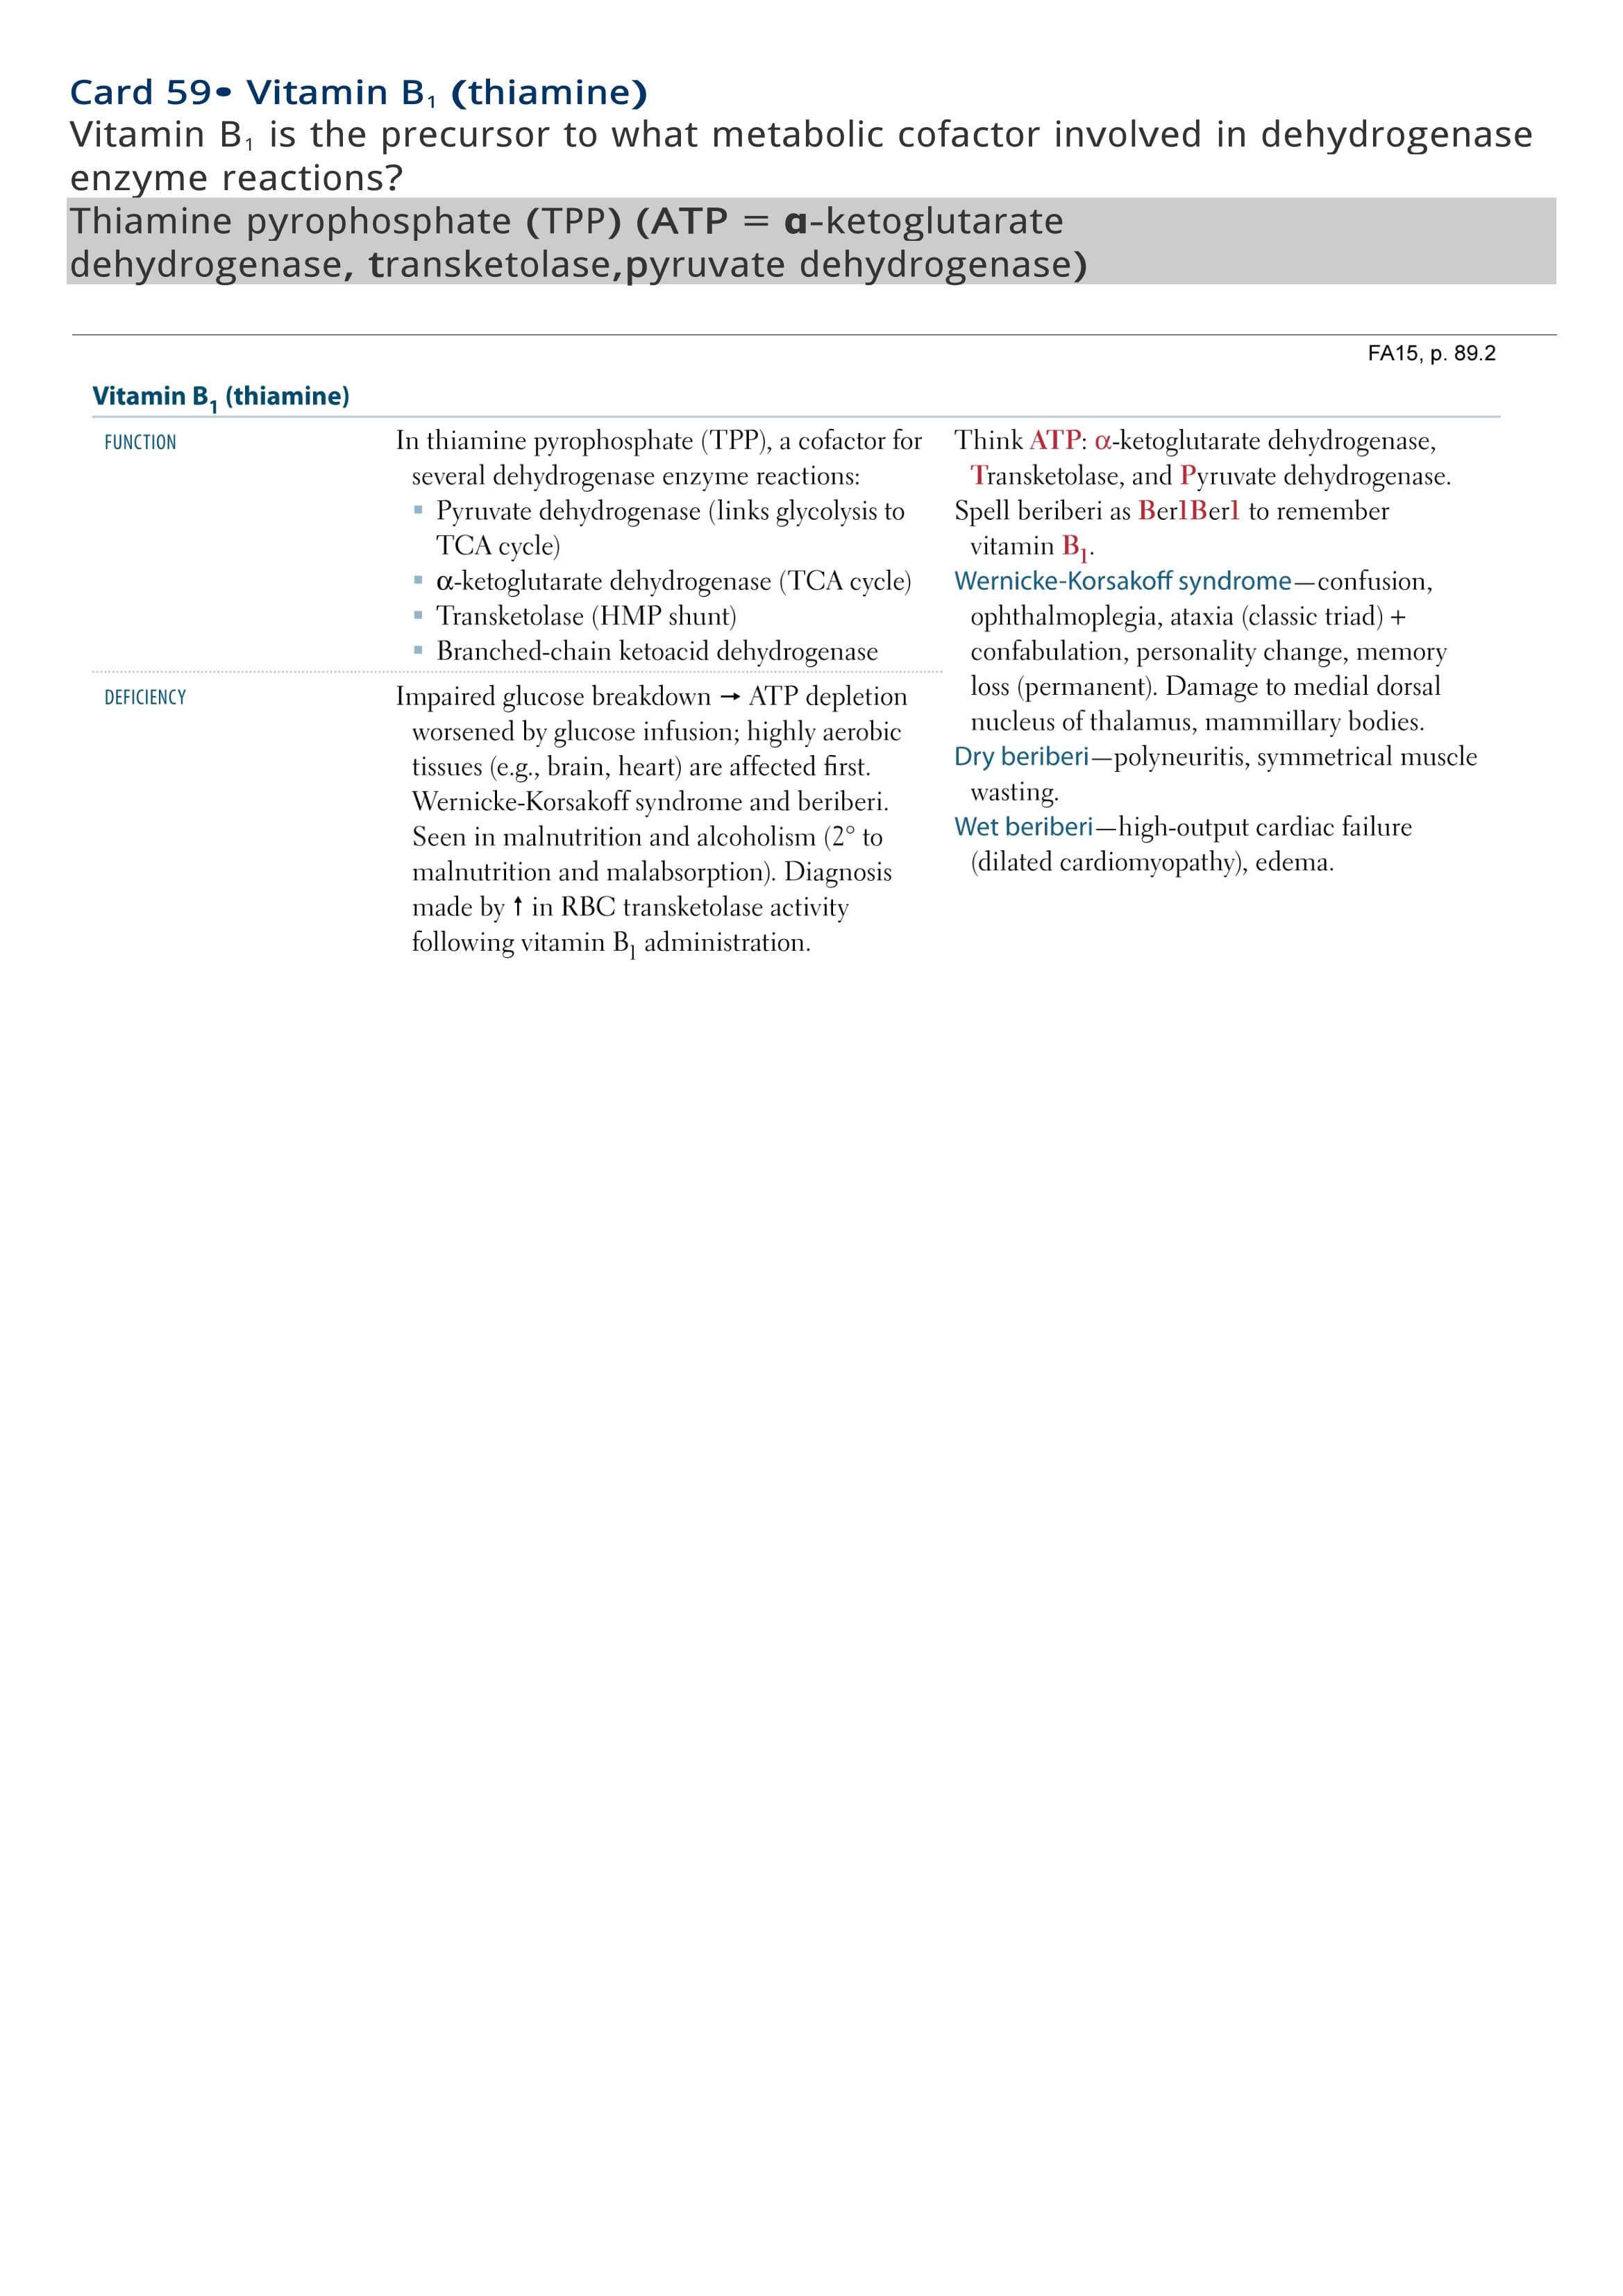 Card 59• Vitamin B₁ (thiamine)
Vitamin B₁ is the precursor to what metabolic cofactor involved in dehydrogenase
enzyme reactions?
Thiamine pyrophosphate (TPP) (ATP = α-ketoglutarate
dehydrogenase, transketolase,pyruvate dehydrogenase)
FA15, p. 89.2
Vitamin B₁ (thiamine)
FUNCTION
In thiamine pyrophosphate (TPP), a cofactor for
several dehydrogenase enzyme reactions:
▪ Pyruvate dehydrogenase (links glycolysis to
TCA cycle)
▪ α-ketoglutarate dehydrogenase (TCA cycle)
▪ Transketolase (HMP shunt)
▪ Branched-chain ketoacid dehydrogenase
DEFICIENCY
Impaired glucose breakdown → ATP depletion
worsened by glucose infusion; highly aerobic
tissues (e.g., brain, heart) are affected first.
Wernicke-Korsakoff syndrome and beriberi.
Seen in malnutrition and alcoholism (2° to
malnutrition and malabsorption). Diagnosis
made by ↑ in RBC transketolase activity
following vitamin B₁ administration.
Think ATP: α-ketoglutarate dehydrogenase,
Transketolase, and Pyruvate dehydrogenase.
Spell beriberi as Ber1Ber1 to remember
vitamin B₁.
Wernicke-Korsakoff syndrome—confusion,
ophthalmoplegia, ataxia (classic triad) +
confabulation, personality change, memory
loss (permanent). Damage to medial dorsal
nucleus of thalamus, mammillary bodies.
Dry beriberi—polyneuritis, symmetrical muscle
wasting.
Wet beriberi—high-output cardiac failure
(dilated cardiomyopathy), edema.